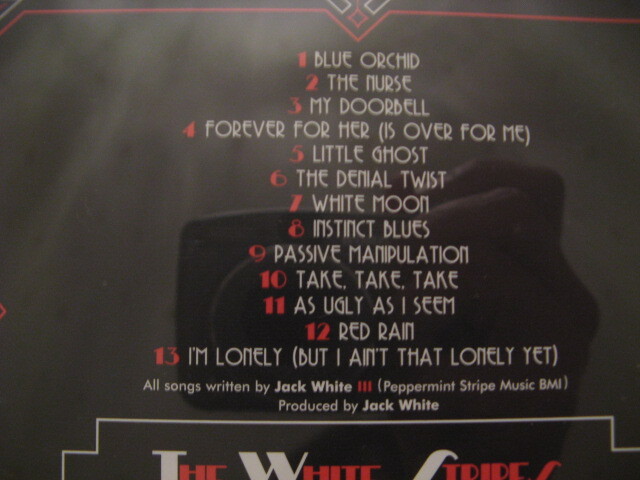 1 BLUE ORCHID
2 THE NURSE
3 MY DOORBELL
4 FOREVER FOR HER (IS OVER FOR ME)
5 LITTLE GHOST
6 THE DENIAL TWIST
7 WHITE MOON
8 INSTINCT BLUES
9 PASSIVE MANIPULATION
10 TAKE, TAKE, TAKE
11 AS UGLY AS I SEEM
12 RED RAIN
13 I'M LONELY (BUT I AIN'T THAT LONELY YET)
All songs written by Jack White III (Peppermint Stripe Music BMI)
Produced by Jack White
THE WHITE STRIPES